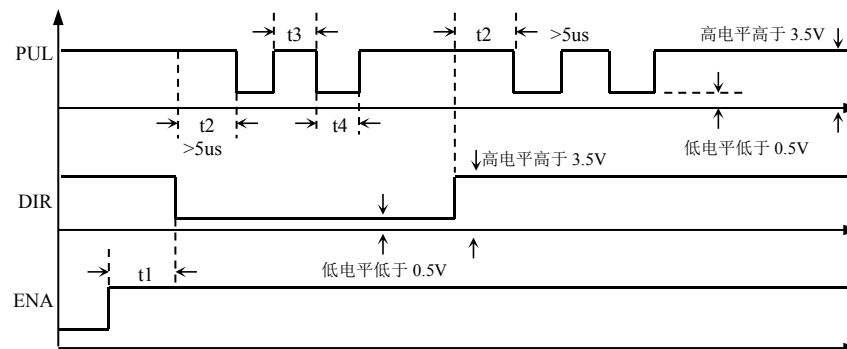 t3
t2
>5us
高电平高于 3.5V
PUL
t2
t4
>5us
低电平低于 0.5V
高电平高于 3.5V
DIR
低电平低于 0.5V
t1
ENA